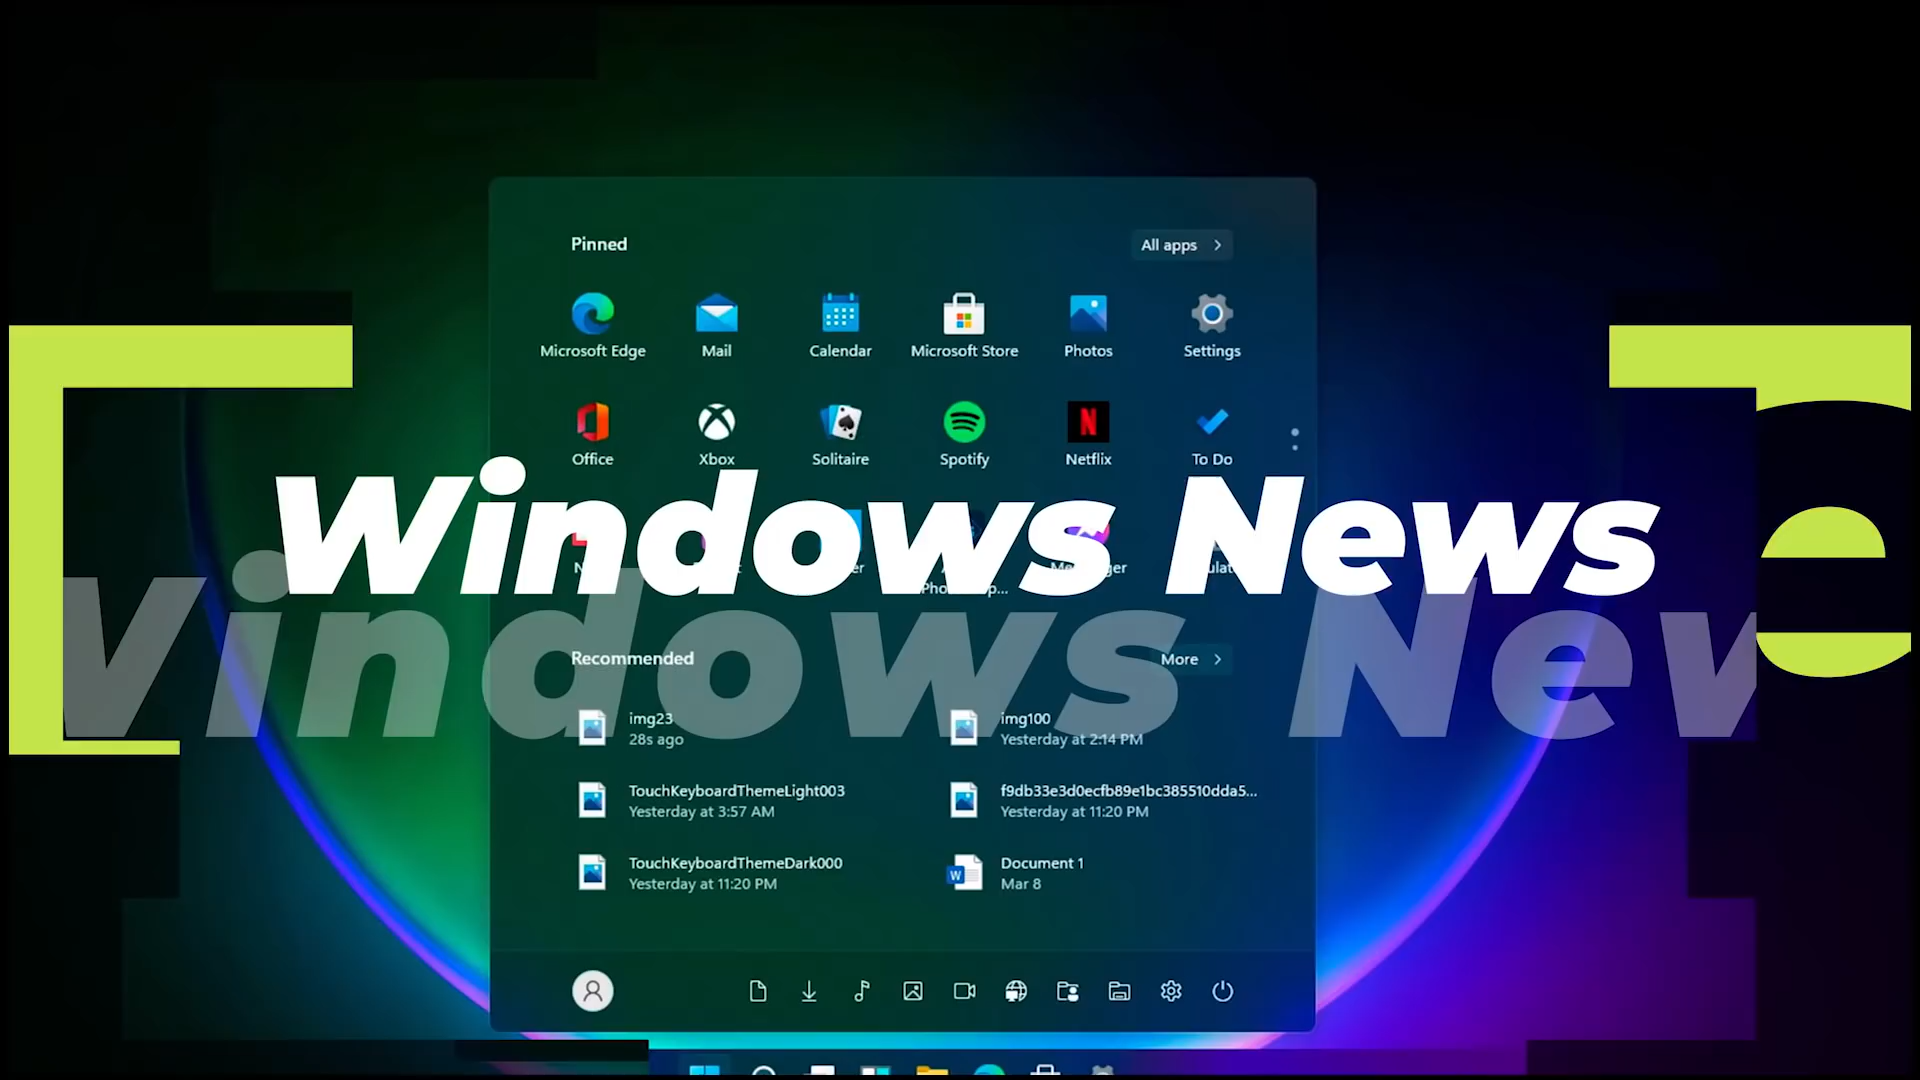 Pinned
All apps
Microsoft Edge
Mail
Calendar
Microsoft Store
Photos
Settings
Office
Xbox
Solitaire
Spotify
Netflix
To Do
Windows News
Recommended
More
img23
28s ago
img100
Yesterday at 2:14 PM
TouchKeyboardThemeLight003
Yesterday at 3:57 AM
f9db33e3d0ecfb89e1bc385510dda5...
Yesterday at 11:20 PM
TouchKeyboardThemeDark000
Yesterday at 11:20 PM
Document 1
Mar 8